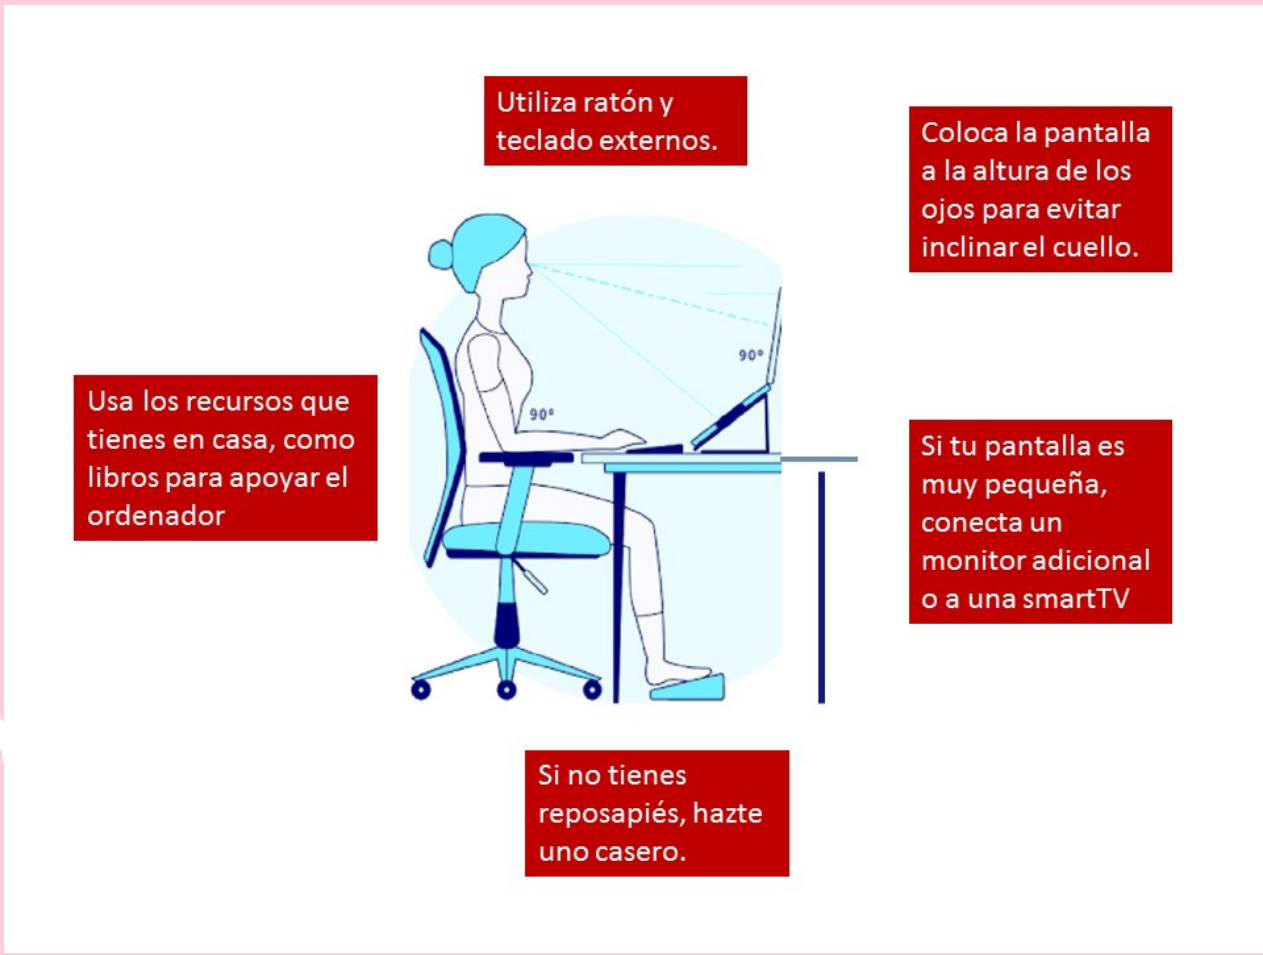 Utiliza ratón y
teclado externos.
Coloca la pantalla
a la altura de los
ojos para evitar
inclinar el cuello.
90º
90º
Usa los recursos que
tienes en casa, como
libros para apoyar el
ordenador
Si tu pantalla es
muy pequeña,
conecta un
monitor adicional
o a una smartTV
Si no tienes
reposapiés, hazte
uno casero.